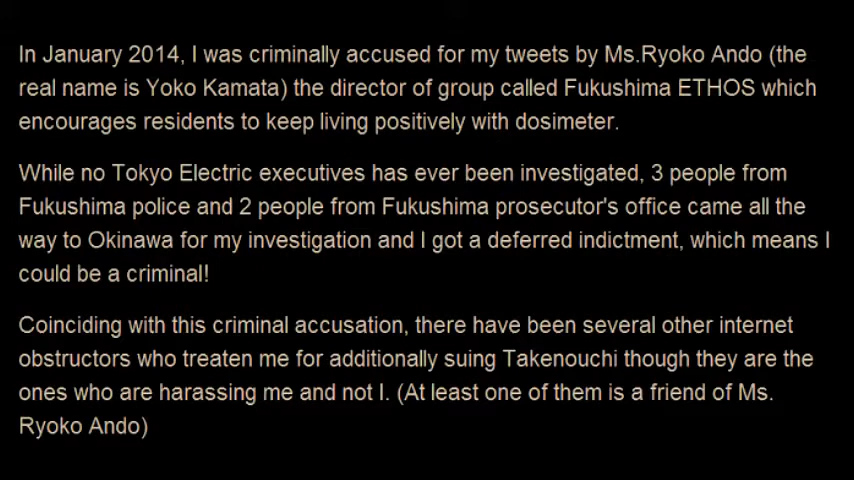 In January 2014, I was criminally accused for my tweets by Ms.Ryoko Ando (the
real name is Yoko Kamata) the director of group called Fukushima ETHOS which
encourages residents to keep living positively with dosimeter.
While no Tokyo Electric executives has ever been investigated, 3 people from
Fukushima police and 2 people from Fukushima prosecutor's office came all the
way to Okinawa for my investigation and I got a deferred indictment, which means I
could be a criminal!
Coinciding with this criminal accusation, there have been several other internet
obstructors who treaten me for additionally suing Takenouchi though they are the
ones who are harassing me and not I. (At least one of them is a friend of Ms.
Ryoko Ando)